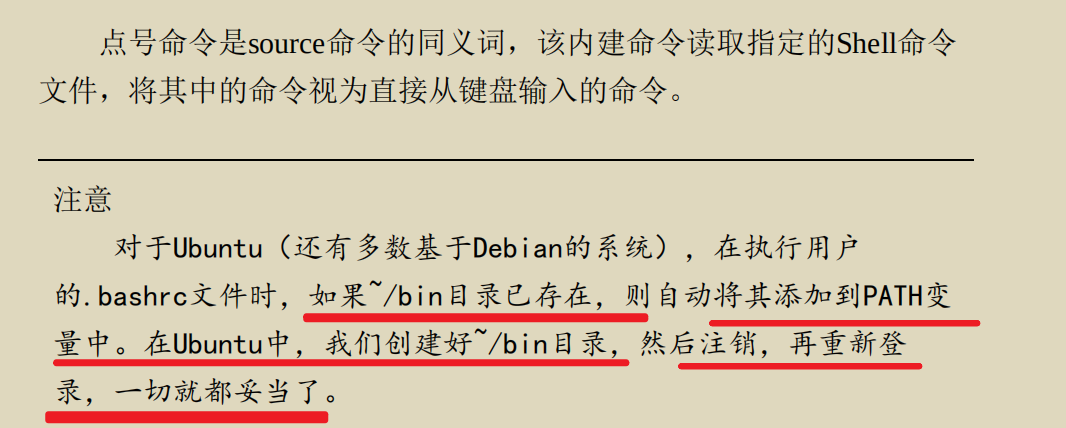 点号命令是source命令的同义词，该内建命令读取指定的Shell命令
文件，将其中的命令视为直接从键盘输入的命令。
注意
对于Ubuntu（还有多数基于Debian的系统），在执行用户
的.bashrc文件时，如果~/bin目录已存在，则自动将其添加到PATH变
量中。在Ubuntu中，我们创建好~/bin目录，然后注销，再重新登
录，一切就都妥当了。